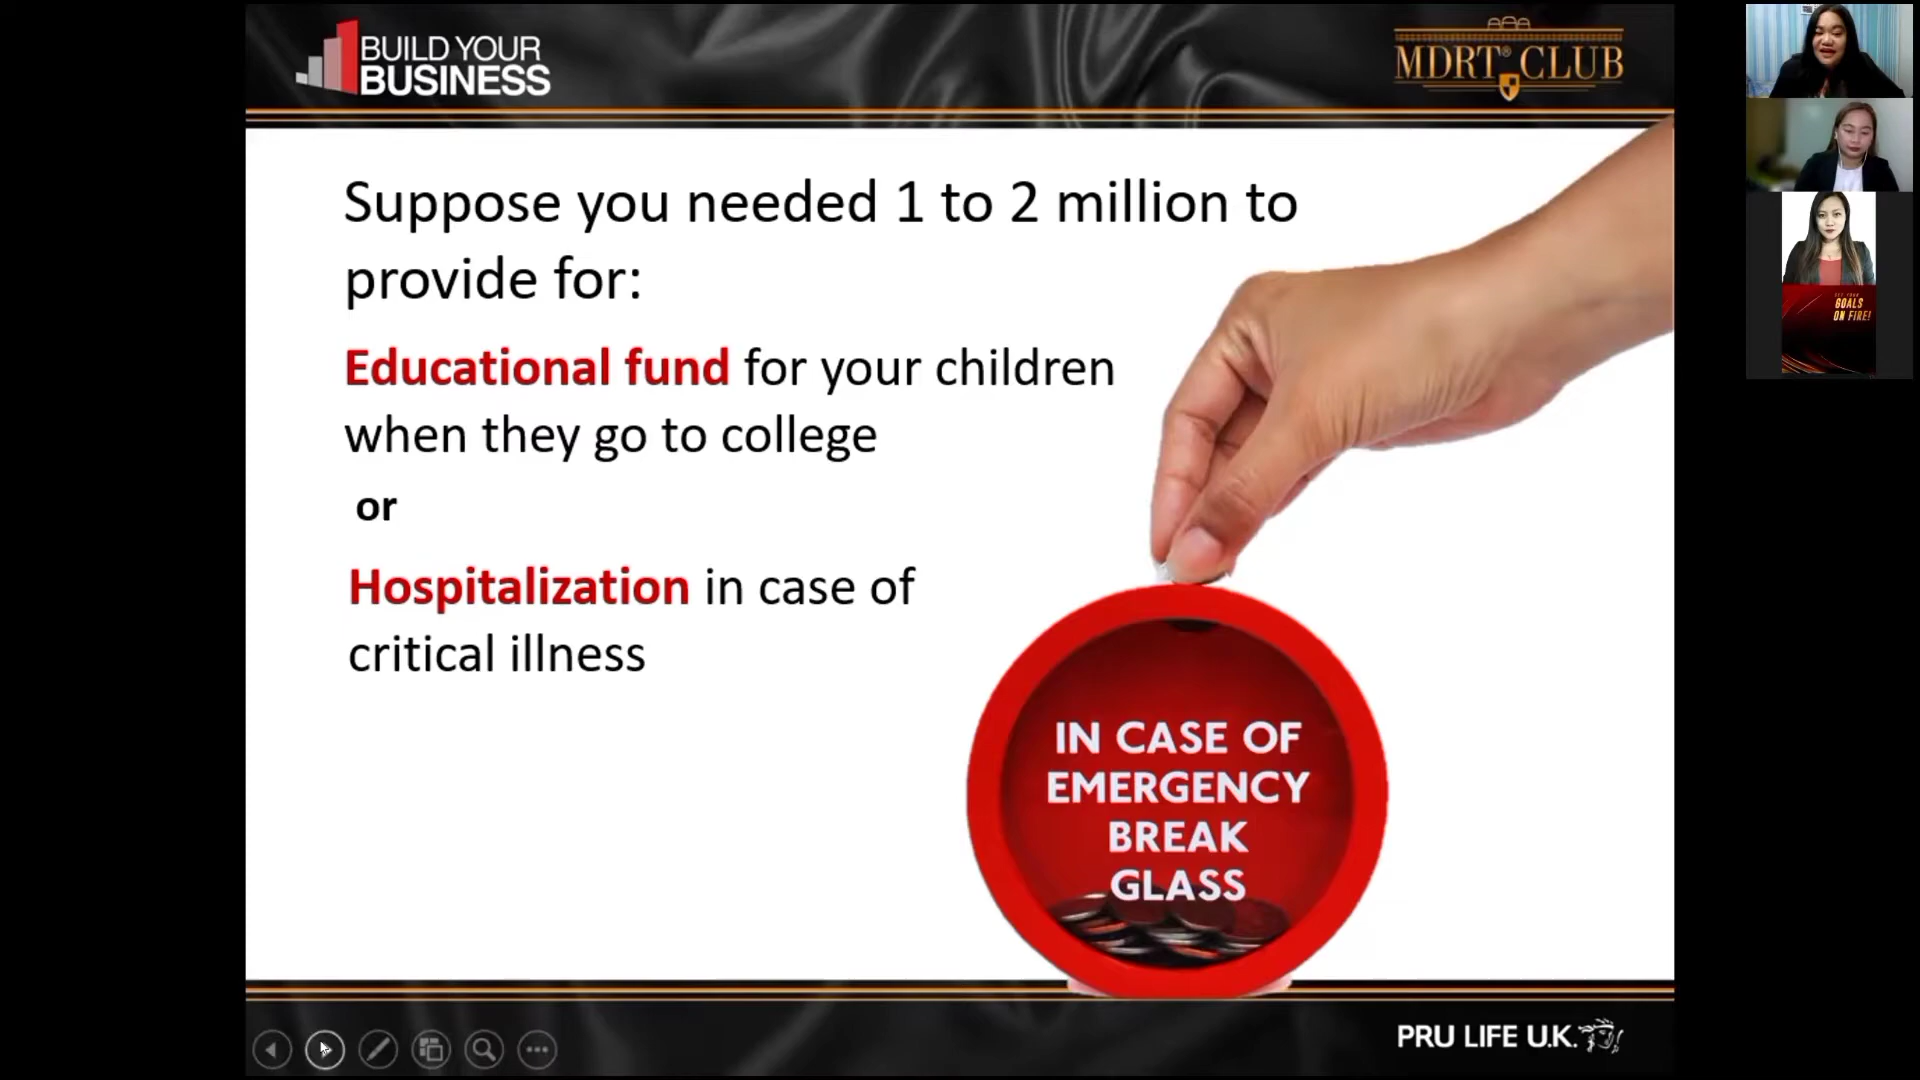 BUILD YOUR
BUSINESS
MDRT® CLUB
Suppose you needed 1 to 2 million to
provide for:
Educational fund for your children
when they go to college
or
Hospitalization in case of
critical illness
IN CASE OF
EMERGENCY
BREAK
GLASS
PRU LIFE U.K.
GOALS
ON FIRE!